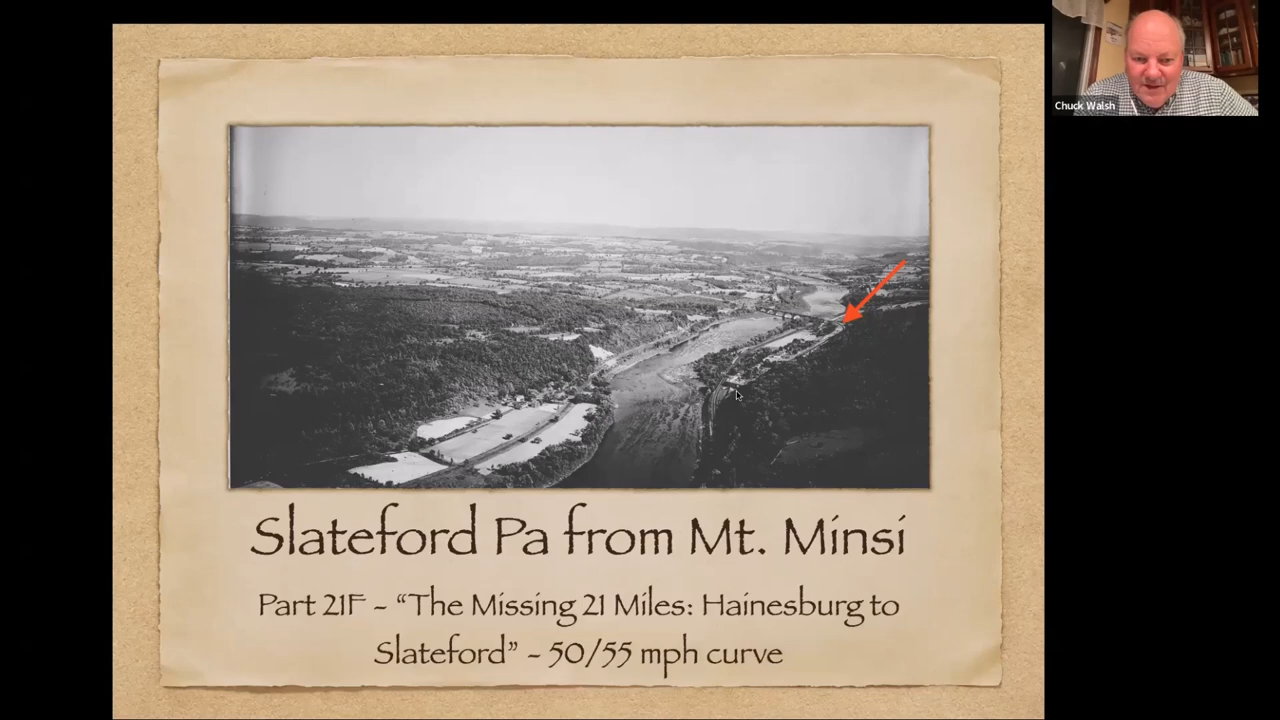 Chuck Walsh
Slateford Pa from Mt. Minsi
Part 21F - “The Missing 21 Miles: Hainesburg to
Slateford” - 50/55 mph curve